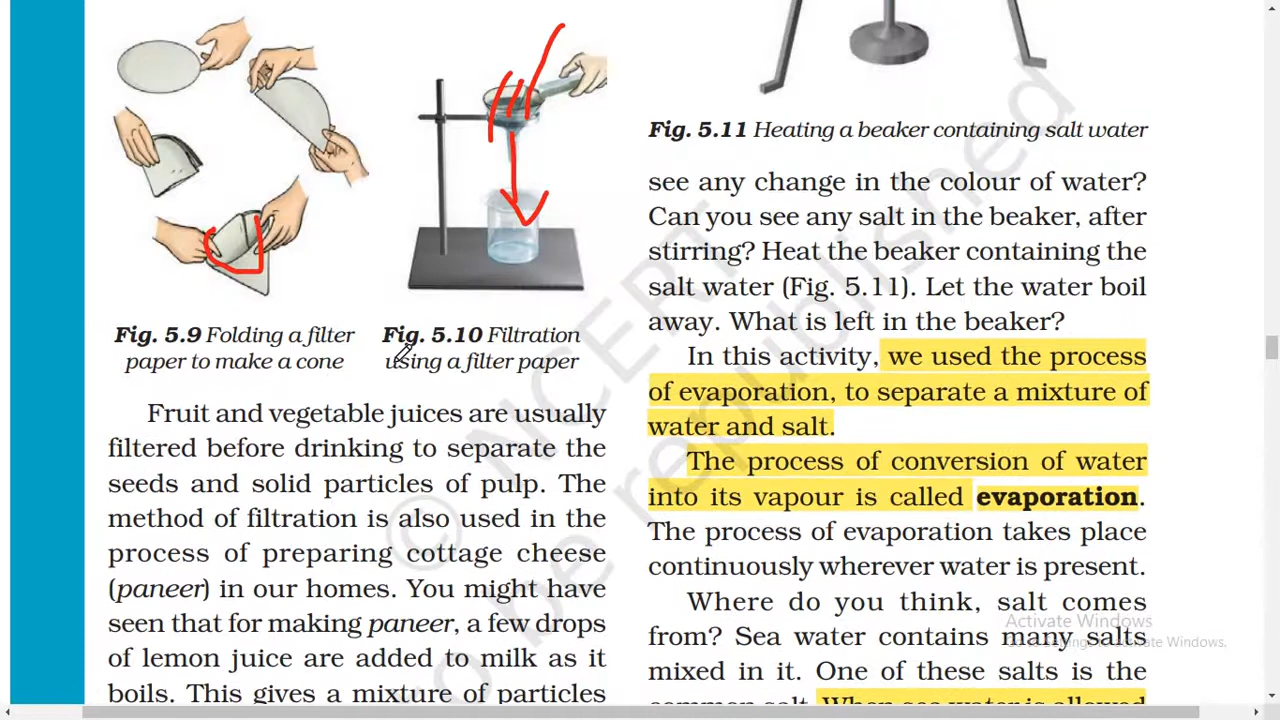 Fig. 5.9 Folding a filter
paper to make a cone
Fig. 5.10 Filtration
using a filter paper
Fruit and vegetable juices are usually
filtered before drinking to separate the
seeds and solid particles of pulp. The
method of filtration is also used in the
process of preparing cottage cheese
(paneer) in our homes. You might have
seen that for making paneer, a few drops
of lemon juice are added to milk as it
boils. This gives a mixture of particles
Fig. 5.11 Heating a beaker containing salt water
see any change in the colour of water?
Can you see any salt in the beaker, after
stirring? Heat the beaker containing the
salt water (Fig. 5.11). Let the water boil
away. What is left in the beaker?
In this activity, we used the process
of evaporation, to separate a mixture of
water and salt.
The process of conversion of water
into its vapour is called evaporation.
The process of evaporation takes place
continuously wherever water is present.
Where do you think, salt comes
from? Sea water contains many salts
mixed in it. One of these salts is the
common salt. When sea water is allowed
© NCERT
o be republished
Activate Windows
Go to Settings to activate Windows.